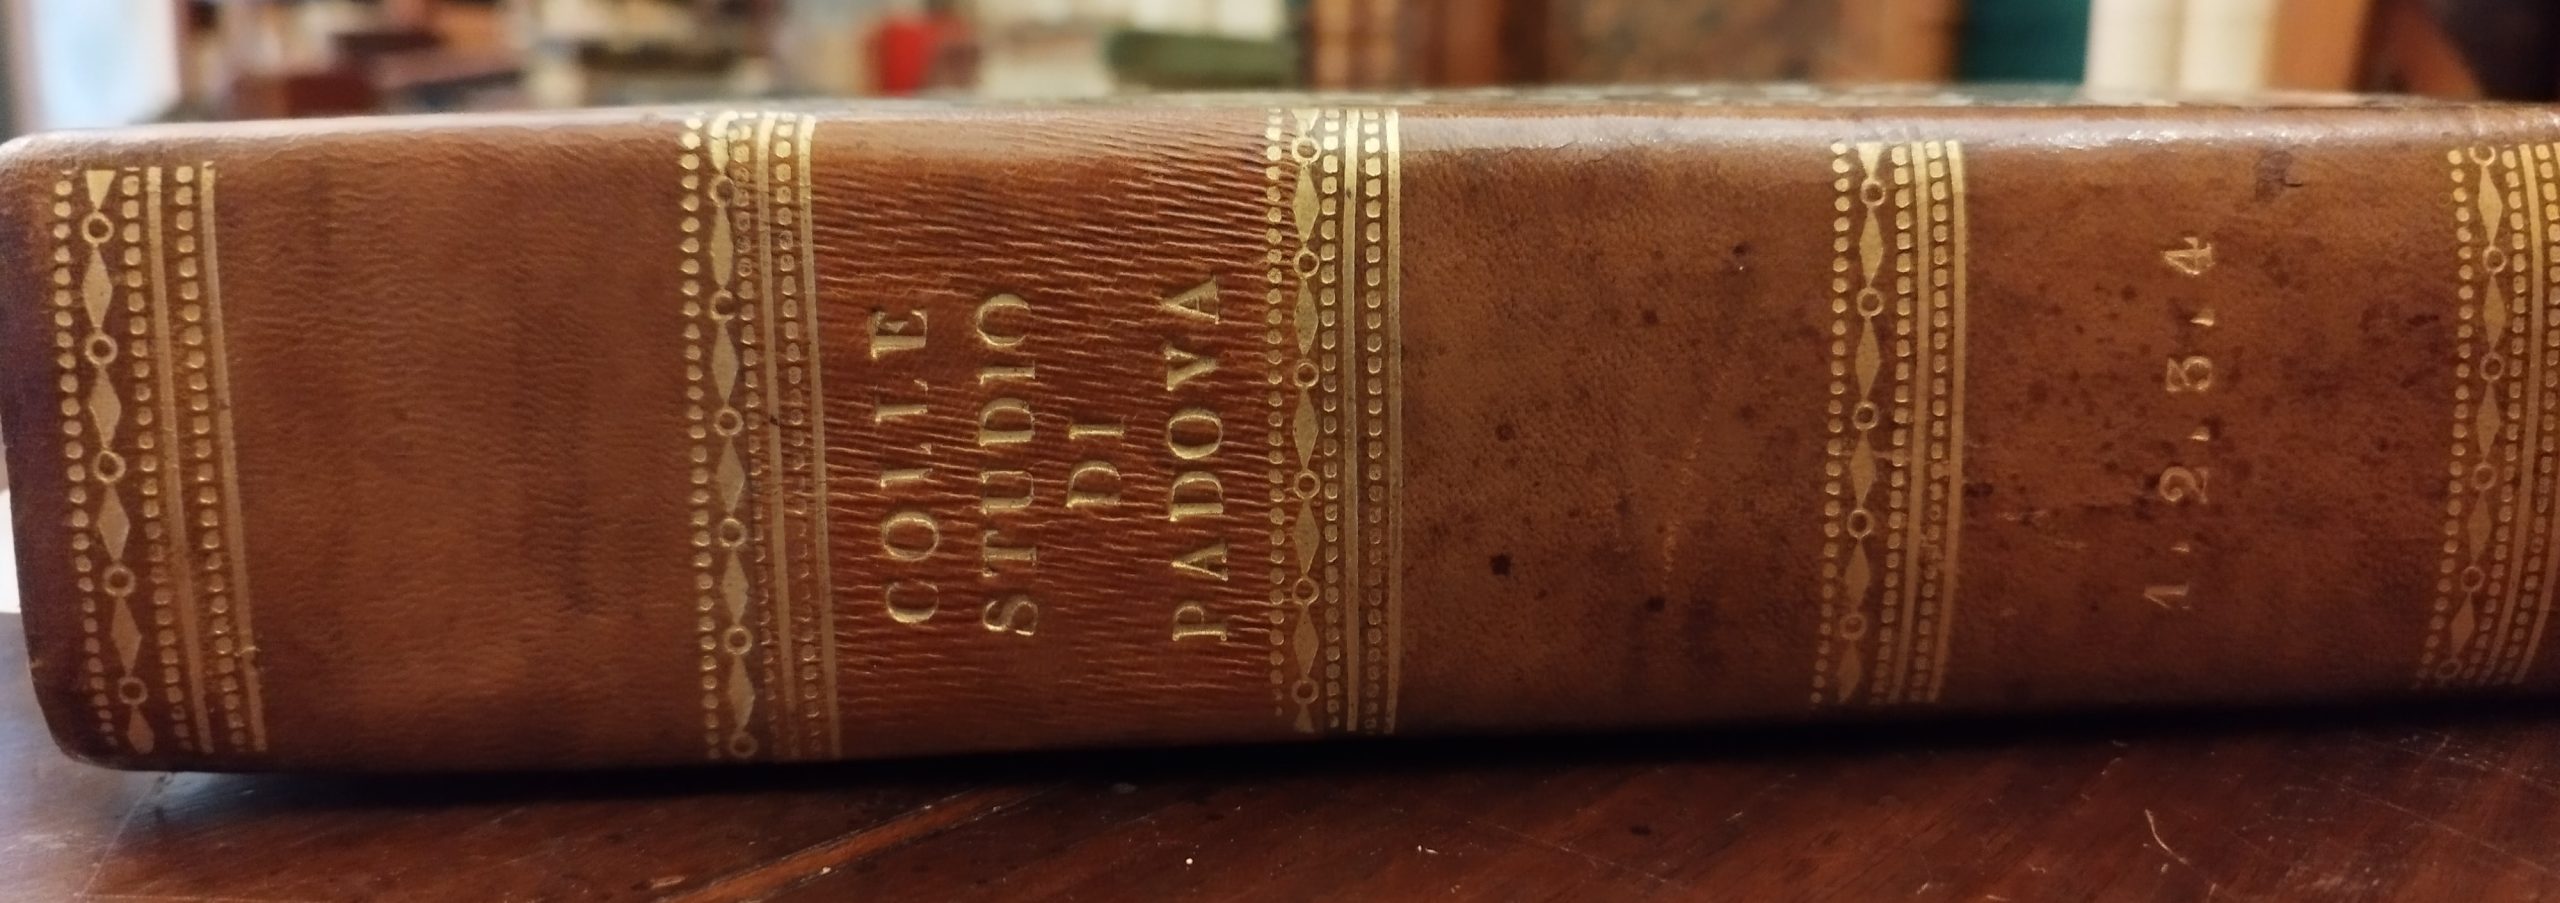 COLLE
STUDIO
DI
PADOVA
1.2.3.4